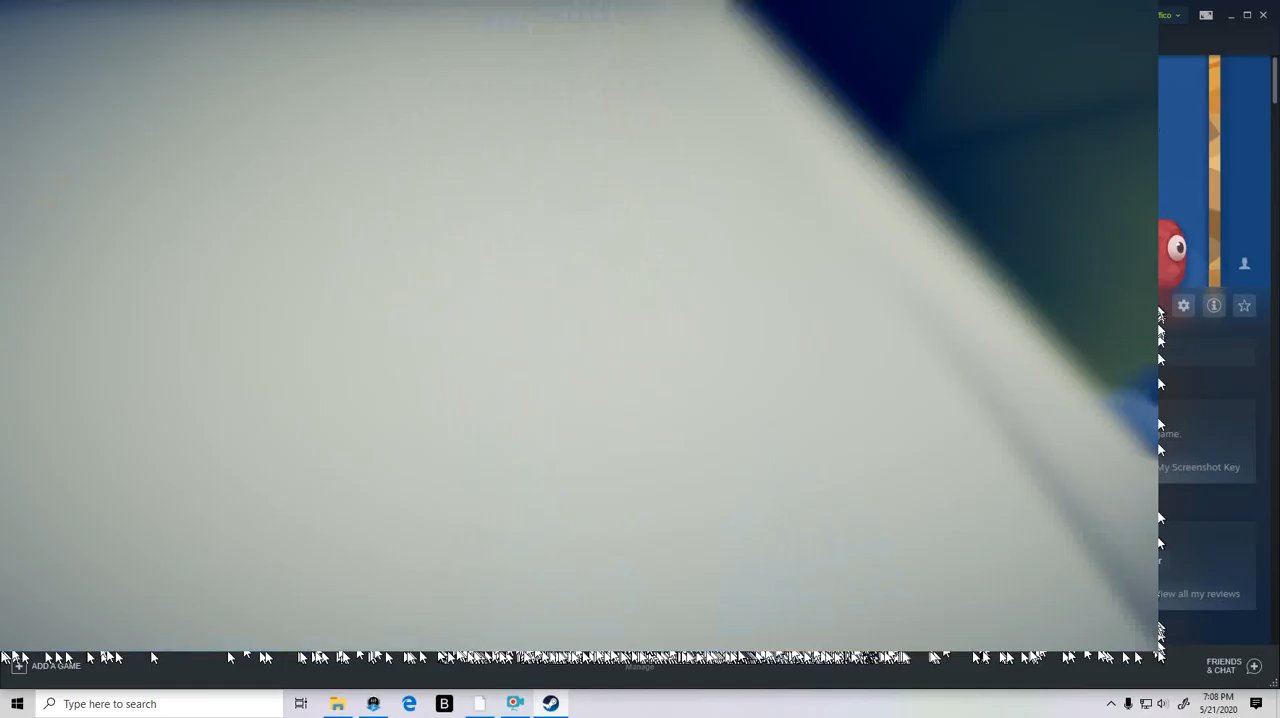 fico
ame.
My Screenshot Key
r
View all my reviews
ADD A GAME
Manage
FRIENDS
& CHAT
Type here to search
B
7:08 PM
5/21/2020